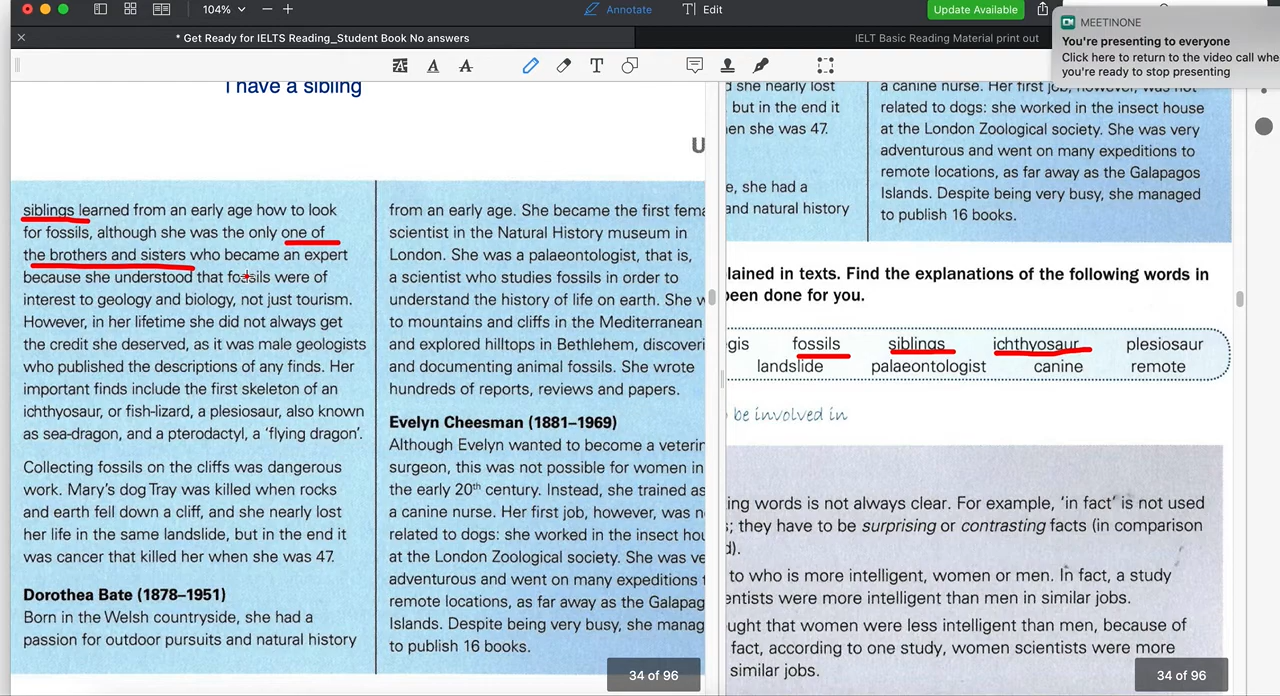 104%
Annotate
Edit
Update Available
* Get Ready for IELTS Reading_Student Book No answers
IELT Basic Reading Material print out
MEETINONE
You're presenting to everyone
Click here to return to the video call whe
you're ready to stop presenting
I have a sibling
U
siblings learned from an early age how to look
for fossils, although she was the only one of
the brothers and sisters who became an expert
because she understood that fossils were of
interest to geology and biology, not just tourism.
However, in her lifetime she did not always get
the credit she deserved, as it was male geologists
who published the descriptions of any finds. Her
important finds include the first skeleton of an
ichthyosaur, or fish-lizard, a plesiosaur, also known
as sea-dragon, and a pterodactyl, a 'flying dragon'.
Collecting fossils on the cliffs was dangerous
work. Mary's dog Tray was killed when rocks
and earth fell down a cliff, and she nearly lost
her life in the same landslide, but in the end it
was cancer that killed her when she was 47.
Dorothea Bate (1878–1951)
Born in the Welsh countryside, she had a
passion for outdoor pursuits and natural history
from an early age. She became the first fema
scientist in the Natural History museum in
London. She was a palaeontologist, that is,
a scientist who studies fossils in order to
understand the history of life on earth. She w
to mountains and cliffs in the Mediterranean
and explored hilltops in Bethlehem, discoveri
and documenting animal fossils. She wrote
hundreds of reports, reviews and papers.
Evelyn Cheesman (1881–1969)
Although Evelyn wanted to become a veterin
surgeon, this was not possible for women in
the early 20th century. Instead, she trained as
a canine nurse. Her first job, however, was n
related to dogs: she worked in the insect hou
at the London Zoological society. She was ve
adventurous and went on many expeditions t
remote locations, as far away as the Galapag
Islands. Despite being very busy, she manag
to publish 16 books.
34 of 96
d she nearly lost
but in the end it
en she was 47.
e, she had a
and natural history
a canine nurse. Her first job, however, was not
related to dogs: she worked in the insect house
at the London Zoological society. She was very
adventurous and went on many expeditions to
remote locations, as far away as the Galapagos
Islands. Despite being very busy, she managed
to publish 16 books.
lained in texts. Find the explanations of the following words in
been done for you.
gis fossils siblings ichthyosaur plesiosaur
landslide palaeontologist canine remote
be involved in
ing words is not always clear. For example, 'in fact' is not used
s; they have to be surprising or contrasting facts (in comparison
d).
to who is more intelligent, women or men. In fact, a study
entists were more intelligent than men in similar jobs.
ught that women were less intelligent than men, because of
fact, according to one study, women scientists were more
similar jobs.
34 of 96